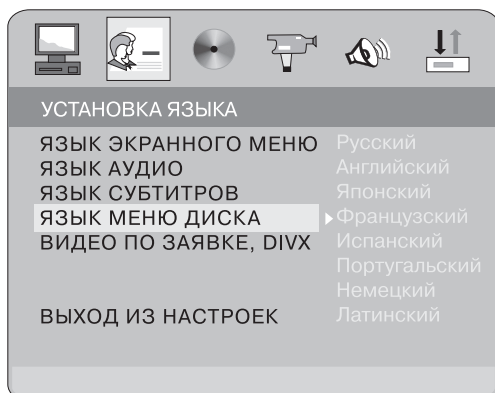 УСТАНОВКА ЯЗЫКА
ЯЗЫК ЭКРАННОГО МЕНЮ Русский
ЯЗЫК АУДИО Английский
ЯЗЫК СУБТИТРОВ Японский
ЯЗЫК МЕНЮ ДИСКА Французский
ВИДЕО ПО ЗАЯВКЕ, DIVX Испанский
Португальский
Немецкий
ВЫХОД ИЗ НАСТРОЕК Латинский